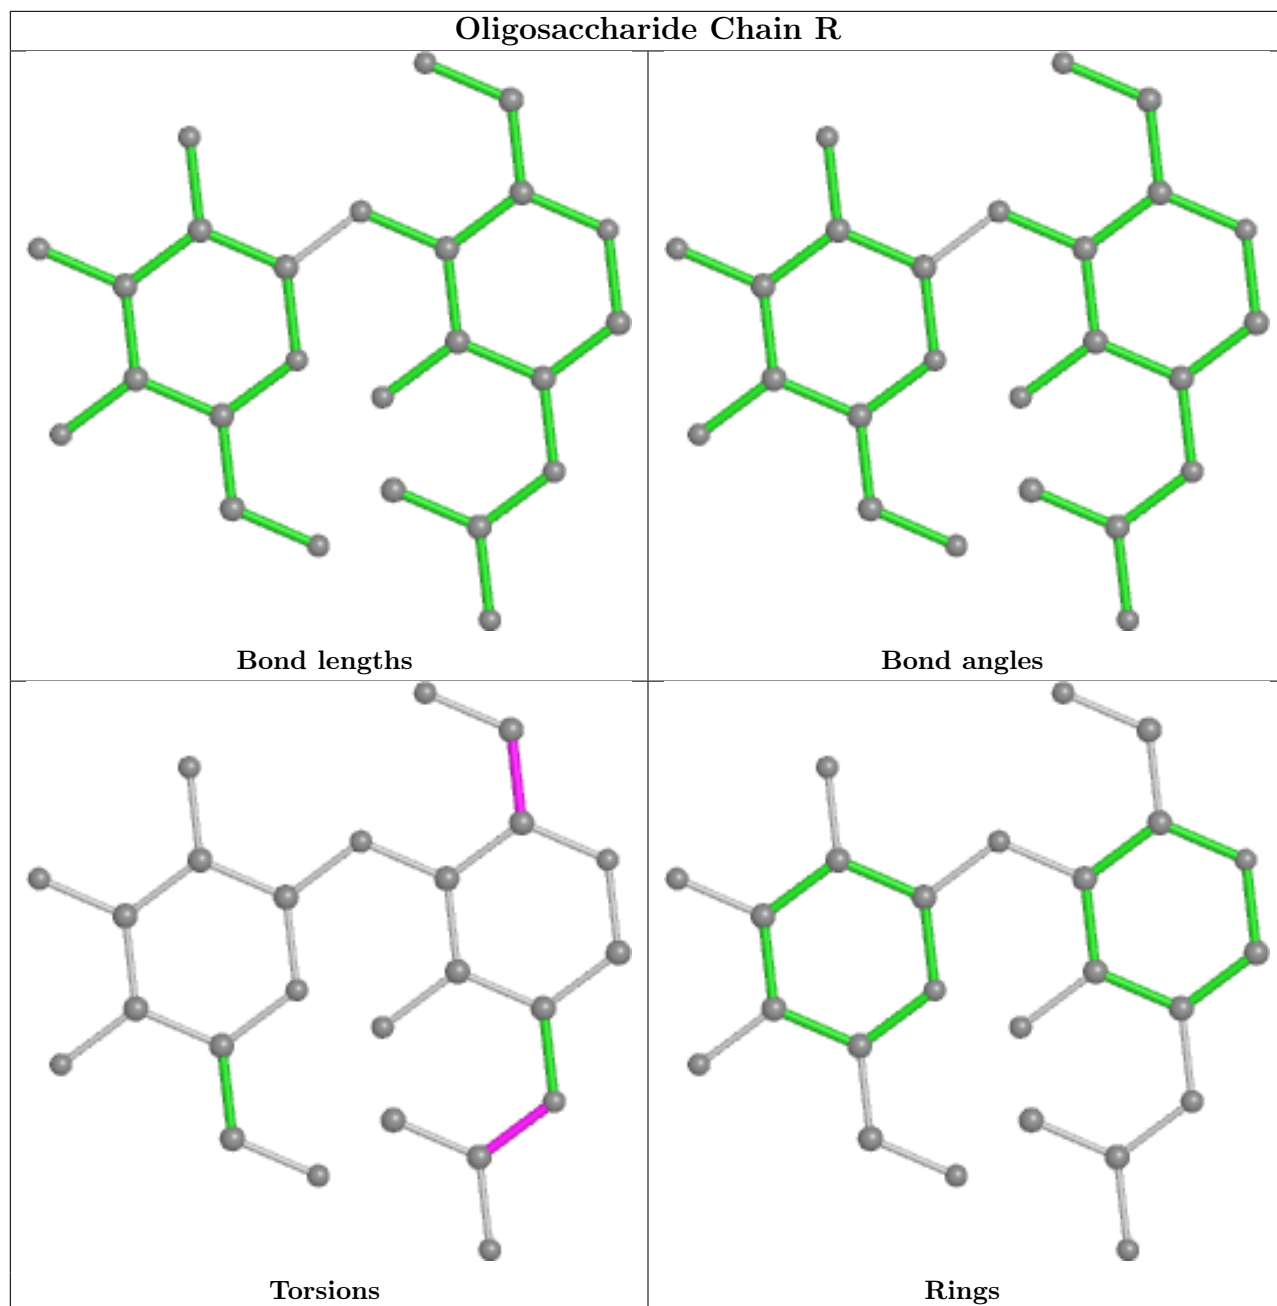 Oligosaccharide Chain R
Bond lengths
Bond angles
Torsions
Rings